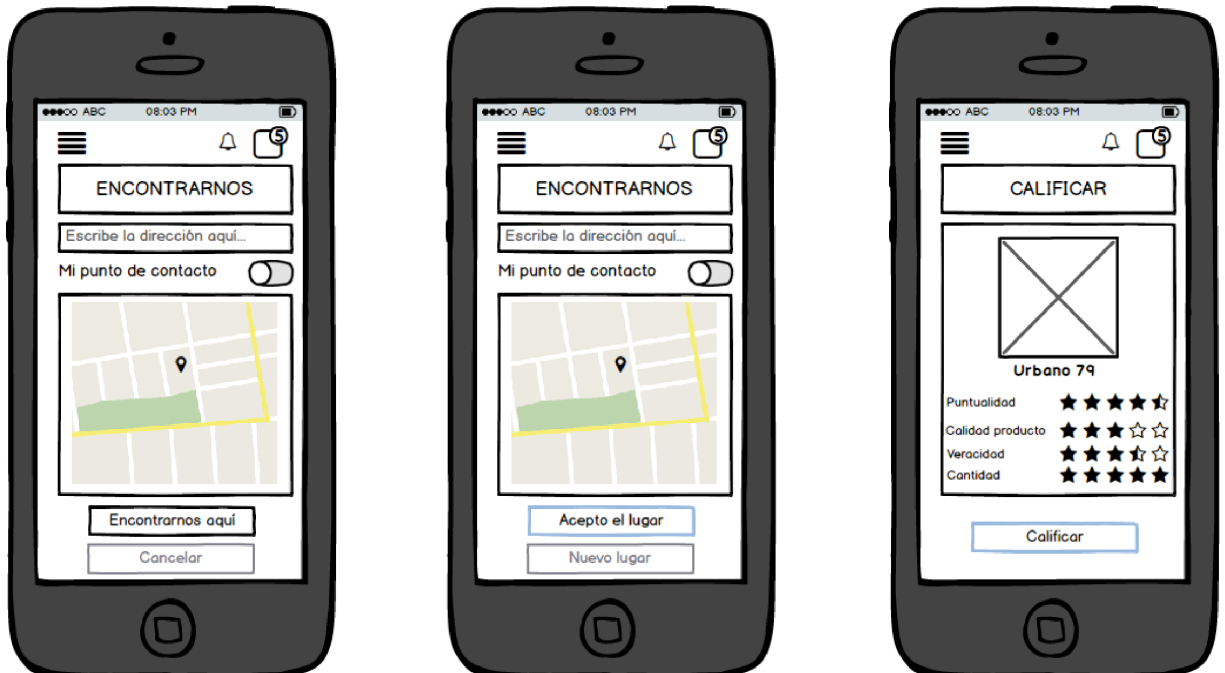 ABC 08:03 PM
5
ENCONTRARNOS
Escribe la dirección aquí...
Mi punto de contacto
Encontrarnos aquí
Cancelar
ABC 08:03 PM
5
ENCONTRARNOS
Escribe la dirección aquí...
Mi punto de contacto
Acepto el lugar
Nuevo lugar
ABC 08:03 PM
5
CALIFICAR
Urbano 79
Puntualidad
Calidad producto
Veracidad
Cantidad
Calificar